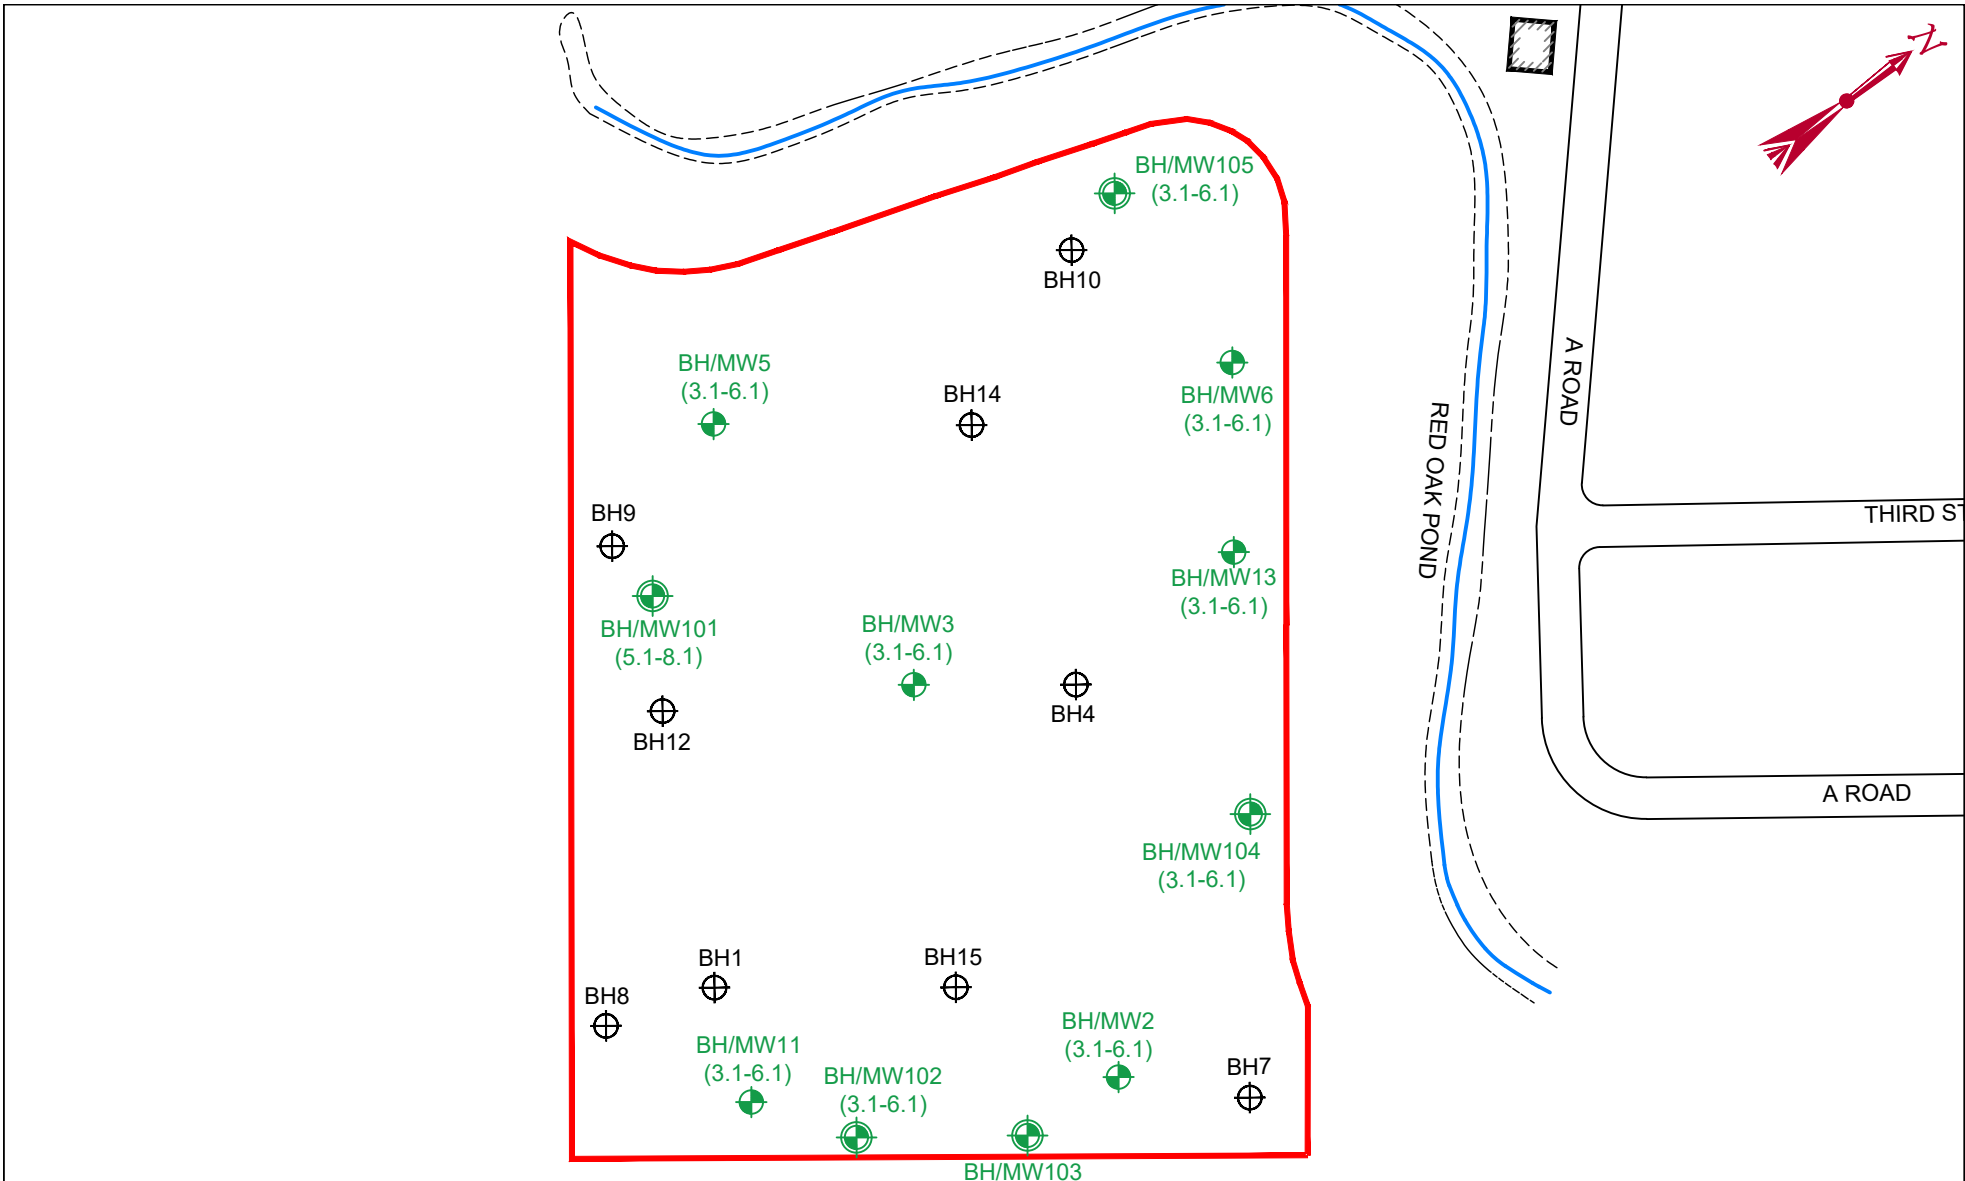 N
BH/MW105
(3.1-6.1)
BH10
BH/MW5
(3.1-6.1)
BH14
BH/MW6
(3.1-6.1)
A ROAD
RED OAK POND
THIRD ST
BH9
BH/MW13
(3.1-6.1)
BH/MW101
(5.1-8.1)
BH/MW3
(3.1-6.1)
BH12
BH4
A ROAD
BH/MW104
(3.1-6.1)
BH1
BH15
BH8
BH/MW2
(3.1-6.1)
BH/MW11
(3.1-6.1)
BH/MW102
(3.1-6.1)
BH7
BH/MW103